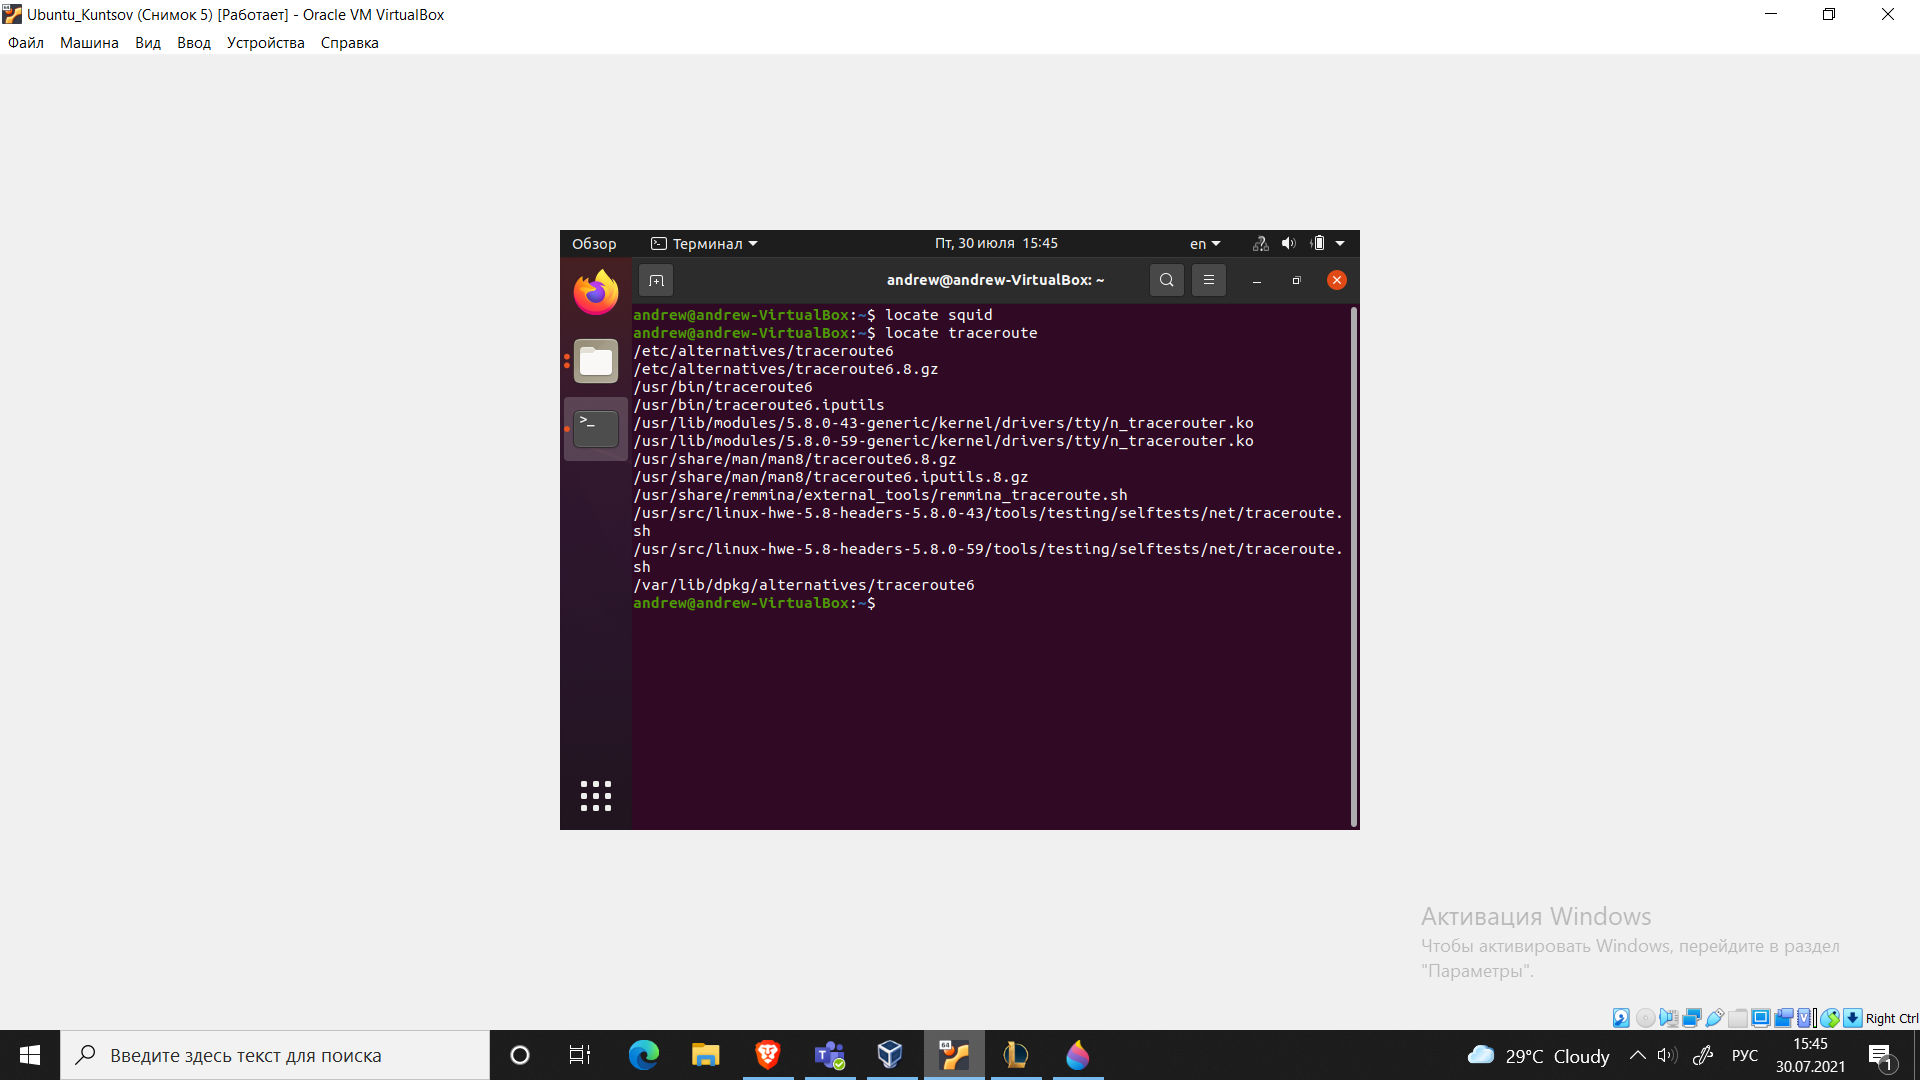 Ubuntu_Kuntsov (Снимок 5) [Работает] - Oracle VM VirtualBox
Файл Машина Вид Ввод Устройства Справка
Обзор Терминал Пт, 30 июля 15:45 en
andrew@andrew-VirtualBox: ~
andrew@andrew-VirtualBox:~$ locate squid
andrew@andrew-VirtualBox:~$ locate traceroute
/etc/alternatives/traceroute6
/etc/alternatives/traceroute6.8.gz
/usr/bin/traceroute6
/usr/bin/traceroute6.iputils
/usr/lib/modules/5.8.0-43-generic/kernel/drivers/tty/n_tracerouter.ko
/usr/lib/modules/5.8.0-59-generic/kernel/drivers/tty/n_tracerouter.ko
/usr/share/man/man8/traceroute6.8.gz
/usr/share/man/man8/traceroute6.iputils.8.gz
/usr/share/remmina/external_tools/remmina_traceroute.sh
/usr/src/linux-hwe-5.8-headers-5.8.0-43/tools/testing/selftests/net/traceroute.
sh
/usr/src/linux-hwe-5.8-headers-5.8.0-59/tools/testing/selftests/net/traceroute.
sh
/var/lib/dpkg/alternatives/traceroute6
andrew@andrew-VirtualBox:~$
Активация Windows
Чтобы активировать Windows, перейдите в раздел
"Параметры".
Right Ctrl
Введите здесь текст для поиска
29°C Cloudy РУС
15:45
30.07.2021
1